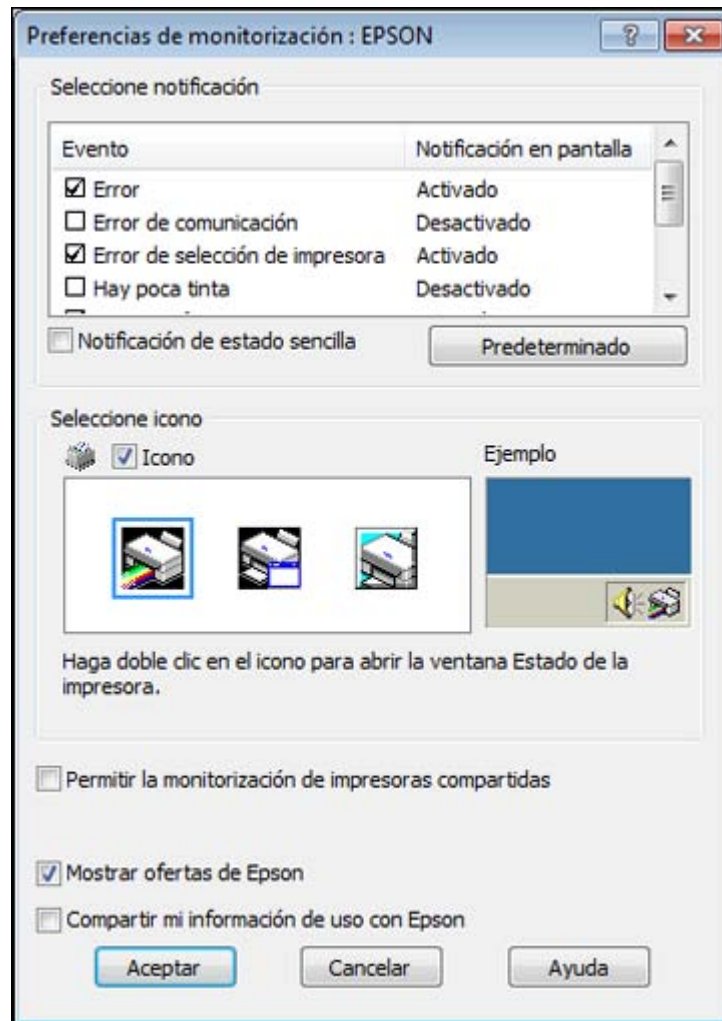 Preferencias de monitorización : EPSON
Seleccione notificación
Evento Notificación en pantalla
Error Activado
Error de comunicación Desactivado
Error de selección de impresora Activado
Hay poca tinta Desactivado
Notificación de estado sencilla Predeterminado
Seleccione icono
Icono Ejemplo
Haga doble clic en el icono para abrir la ventana Estado de la
impresora.
Permitir la monitorización de impresoras compartidas
Mostrar ofertas de Epson
Compartir mi información de uso con Epson
Aceptar Cancelar Ayuda